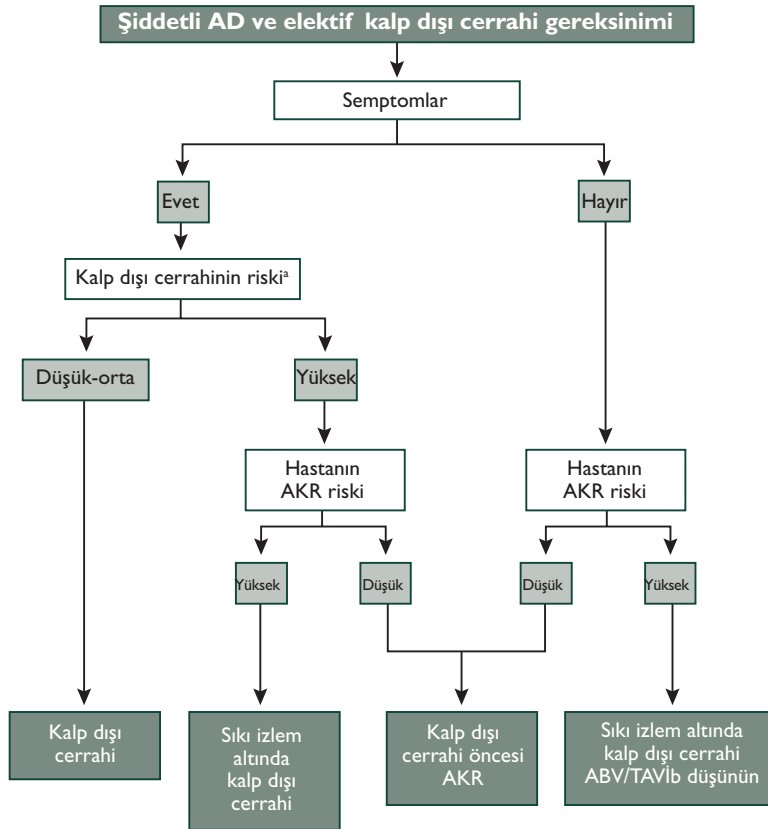 Şiddetli AD ve elektif kalp dışı cerrahi gereksinimi
Semptomlar
Evet
Hayır
Kalp dışı cerrahinin riskiᵃ
Düşük-orta
Yüksek
Hastanın
AKR riski
Hastanın
AKR riski
Yüksek
Düşük
Düşük
Yüksek
Kalp dışı
cerrahi
Sıkı izlem
altında
kalp dışı
cerrahi
Kalp dışı
cerrahi öncesi
AKR
Sıkı izlem altında
kalp dışı cerrahi
ABV/TAVİb düşünün